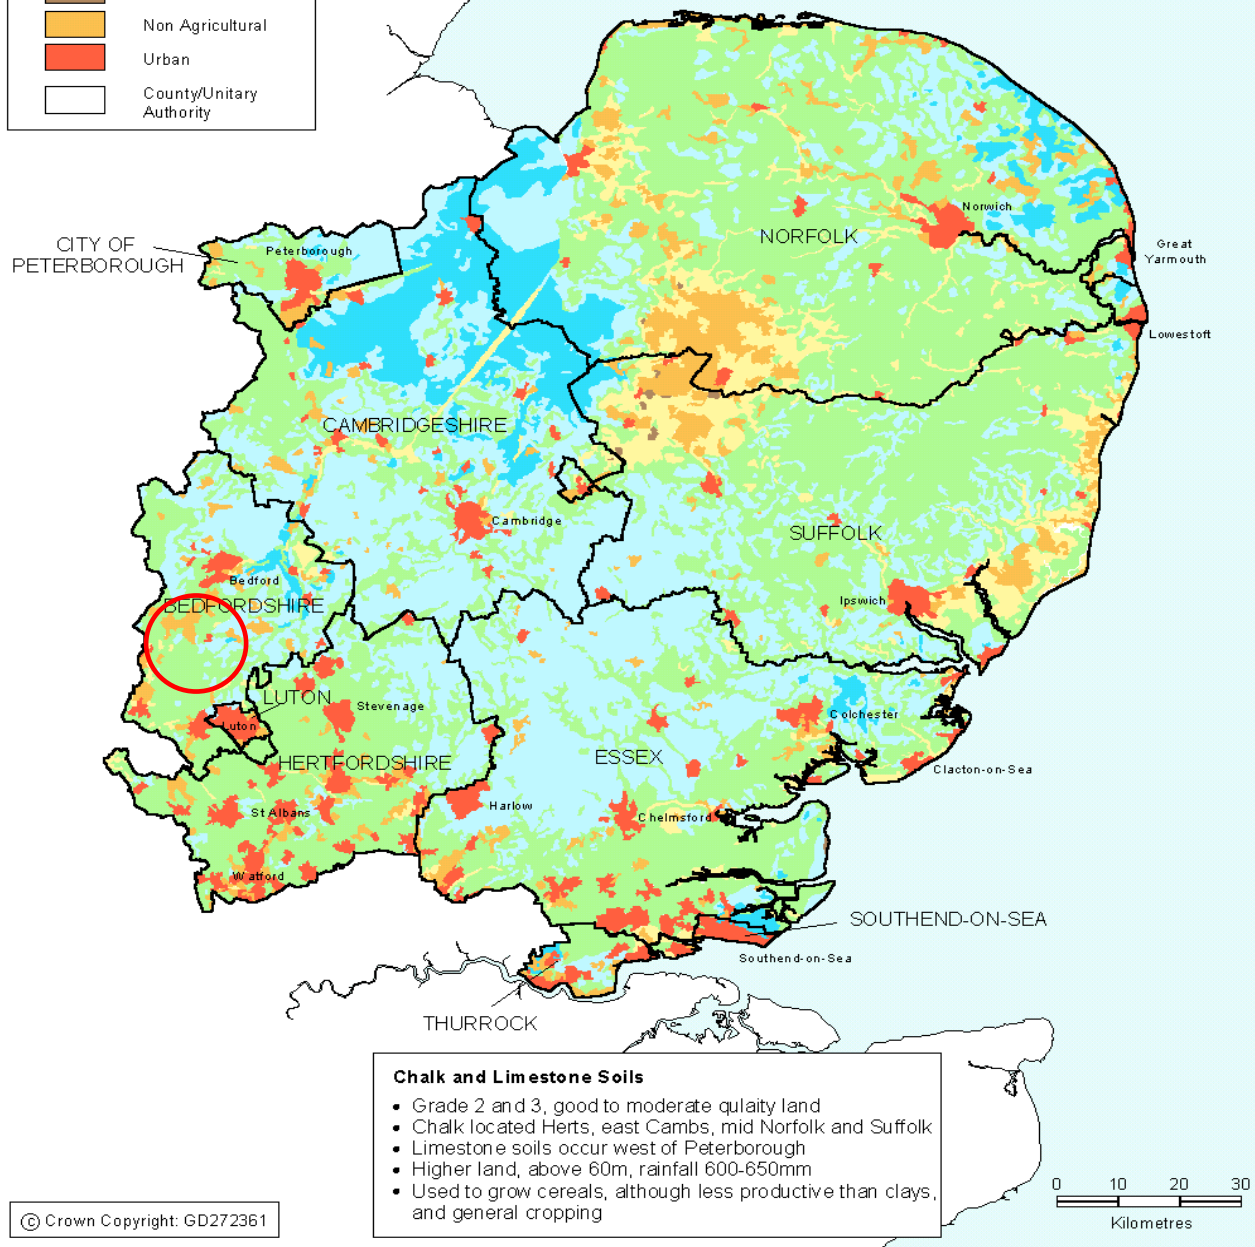 Non Agricultural
Urban
County/Unitary
Authority
CITY OF
PETERBOROUGH
Peterborough
NORFOLK
Norwich
Great
Yarmouth
Lowestoft
CAMBRIDGESHIRE
Cambridge
SUFFOLK
Bedford
BEDFORDSHIRE
Ipswich
LUTON
Luton
Stevenage
Colchester
HERTFORDSHIRE
ESSEX
Clacton-on-Sea
Harlow
St Albans
Chelmsford
Watford
SOUTHEND-ON-SEA
Southend-on-Sea
THURROCK
Chalk and Limestone Soils
• Grade 2 and 3, good to moderate qulaity land
• Chalk located Herts, east Cambs, mid Norfolk and Suffolk
• Limestone soils occur west of Peterborough
• Higher land, above 60m, rainfall 600-650mm
• Used to grow cereals, although less productive than clays,
and general cropping
0 10 20 30
Kilometres
© Crown Copyright: GD272361